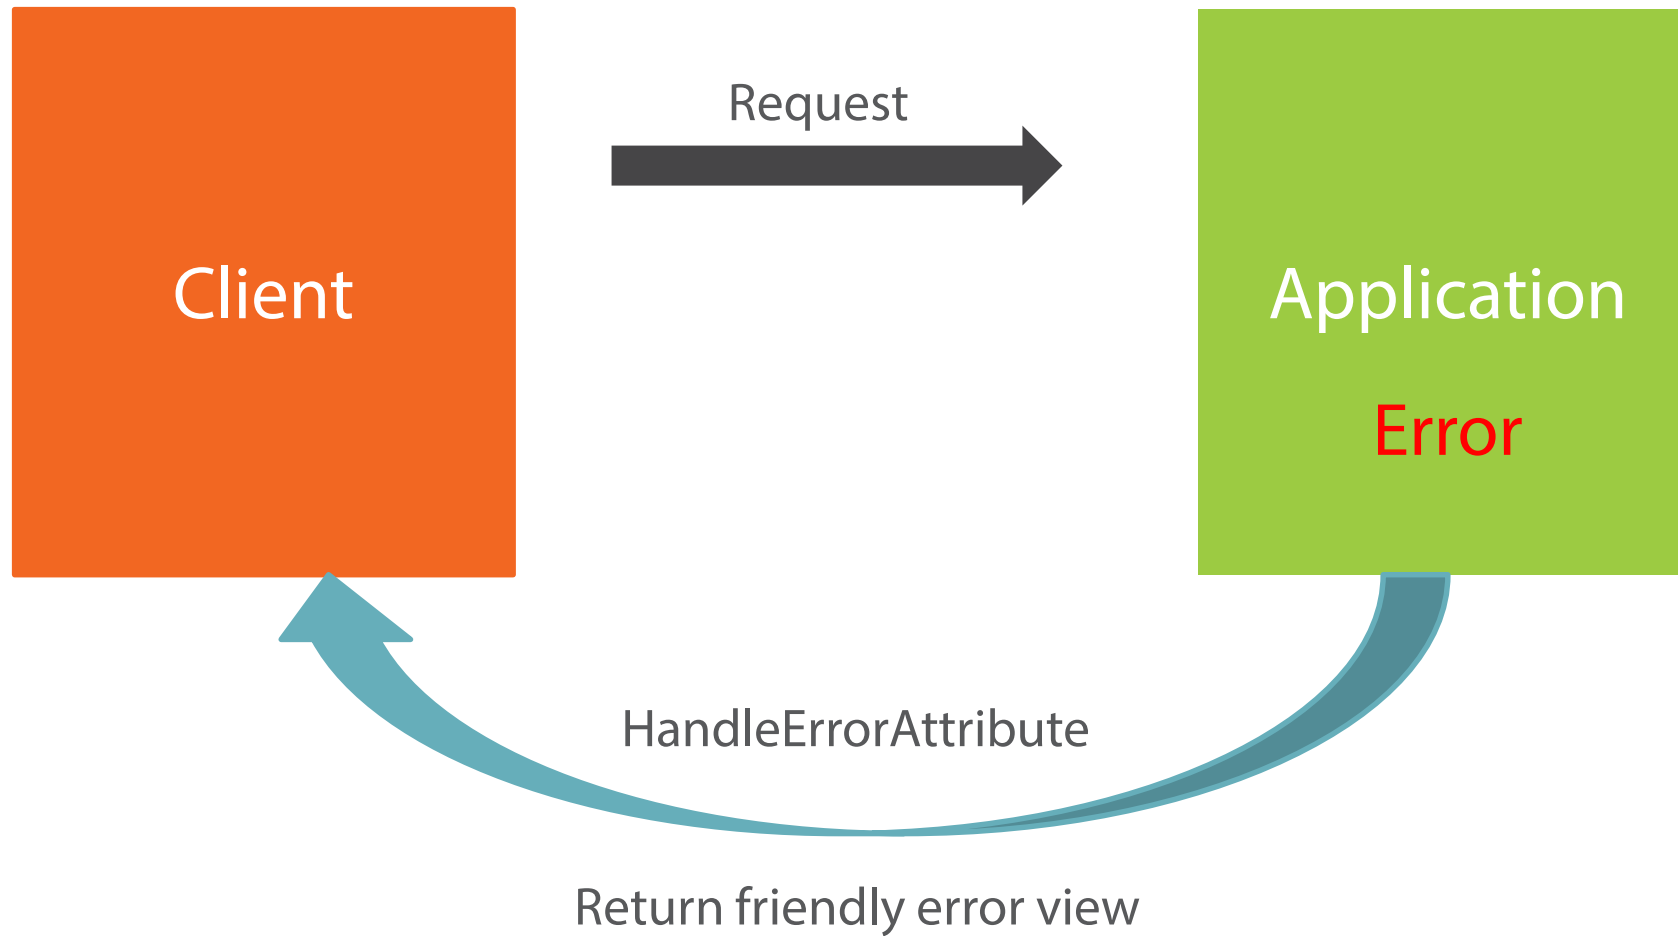 Request
Client
Application
Error
HandleErrorAttribute
Return friendly error view